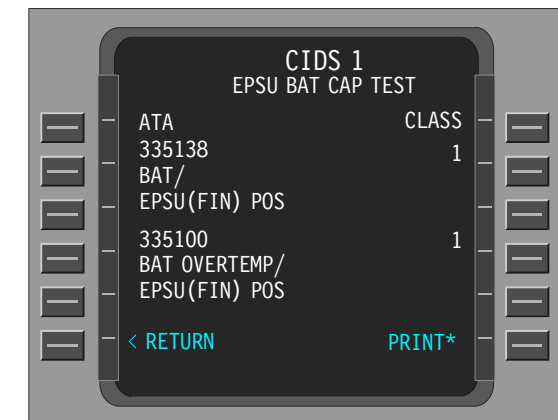 CIDS 1
EPSU BAT CAP TEST
ATA CLASS
335138 1
BAT/
EPSU(FIN) POS
335100 1
BAT OVERTEMP/
EPSU(FIN) POS
< RETURN PRINT*